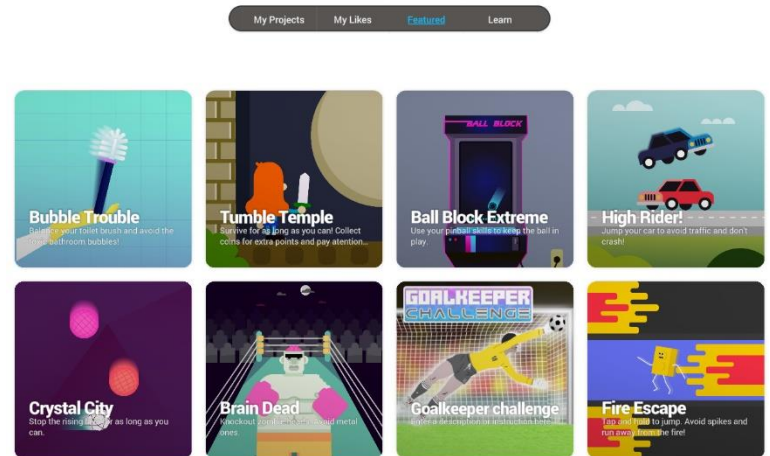 My Projects
My Likes
Featured
Learn
Bubble Trouble
Balance your toilet brush and avoid the
bathroom bubbles!
Tumble Temple
Survive for as long as you can! Collect
coins for extra points and pay atention...
BALL BLOCK
Ball Block Extreme
Use your pinball skills to keep the ball in
play.
High Rider!
Jump your car to avoid traffic and don't
crash!
Crystal City
Stop the rising for as long as you
can.
Brain Dead
Knockout avoid metal
ones.
GOALKEEPER
CHALLENGE
Goalkeeper challenge
Enter a description or instruction here.
Fire Escape
Tap and hold to jump. Avoid spikes and
run away from the fire!